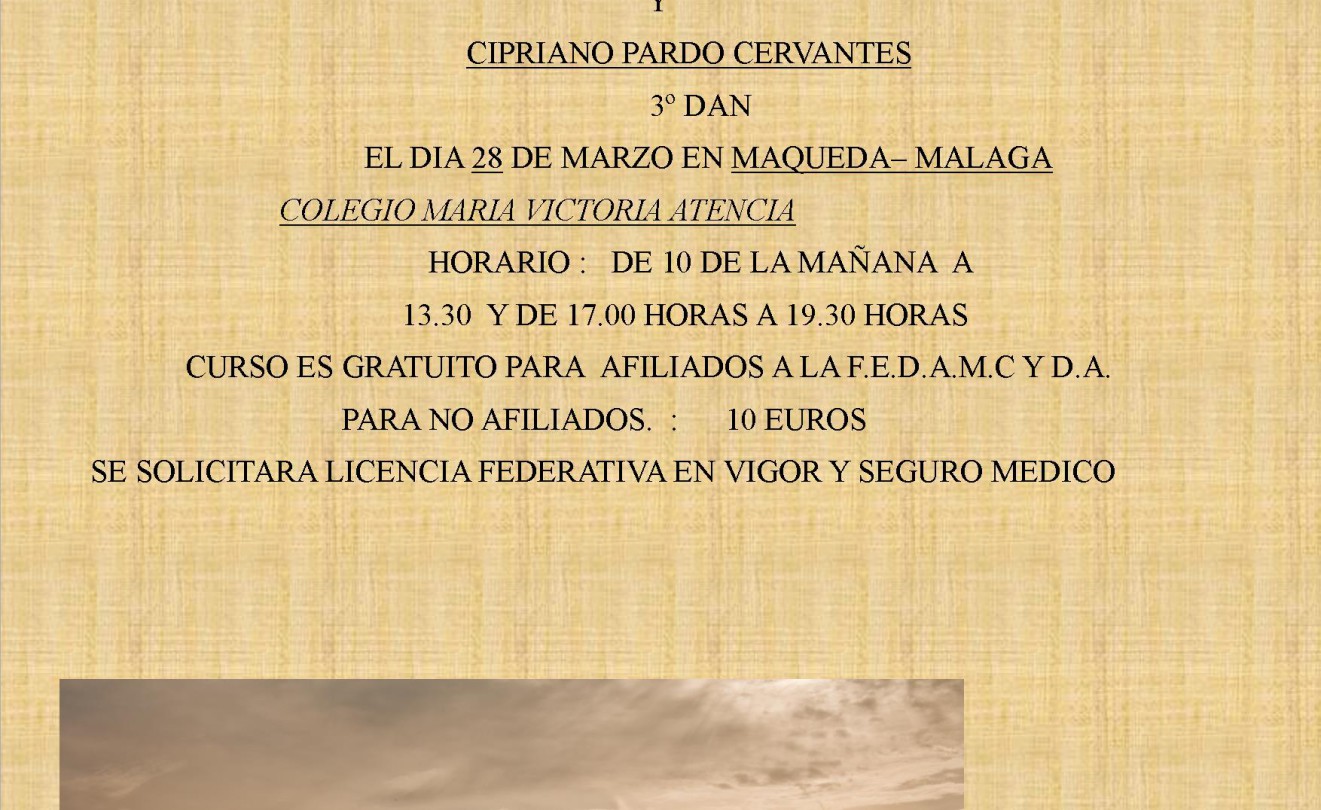 Y
CIPRIANO PARDO CERVANTES
3º DAN
EL DIA 28 DE MARZO EN MAQUEDA– MALAGA
COLEGIO MARIA VICTORIA ATENCIA
HORARIO : DE 10 DE LA MAÑANA A
13.30 Y DE 17.00 HORAS A 19.30 HORAS
CURSO ES GRATUITO PARA AFILIADOS A LA F.E.D.A.M.C Y D.A.
PARA NO AFILIADOS. : 10 EUROS
SE SOLICITARA LICENCIA FEDERATIVA EN VIGOR Y SEGURO MEDICO